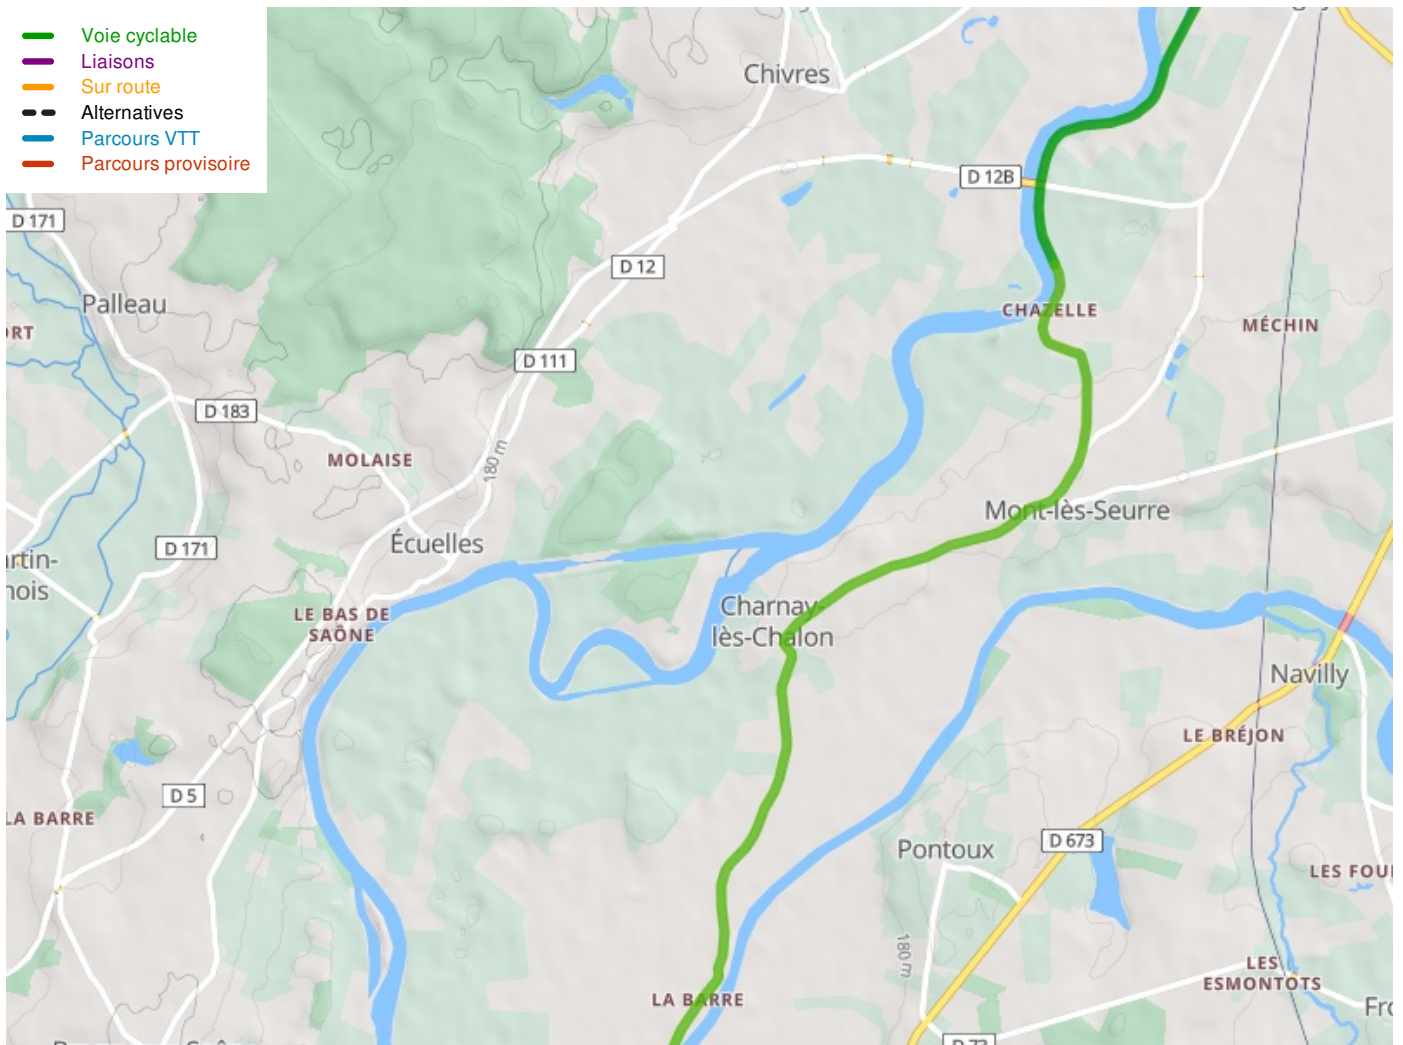 Voie cyclable
Liaisons
Sur route
Alternatives
Parcours VTT
Parcours provisoire
Chivres
D 12B
D 171
D 12
Palleau
CHAZELLE
MÉCHIN
D 111
D 183
MOLAISE
180 m
Mont-lès-Seurre
Écuelles
D 171
LE BAS DE
SAÔNE
Charnay-
lès-Chalon
Navilly
LE BRÉJON
D 5
LA BARRE
D 673
Pontoux
180 m
LES
ESMONTOTS
LA BARRE
D 73